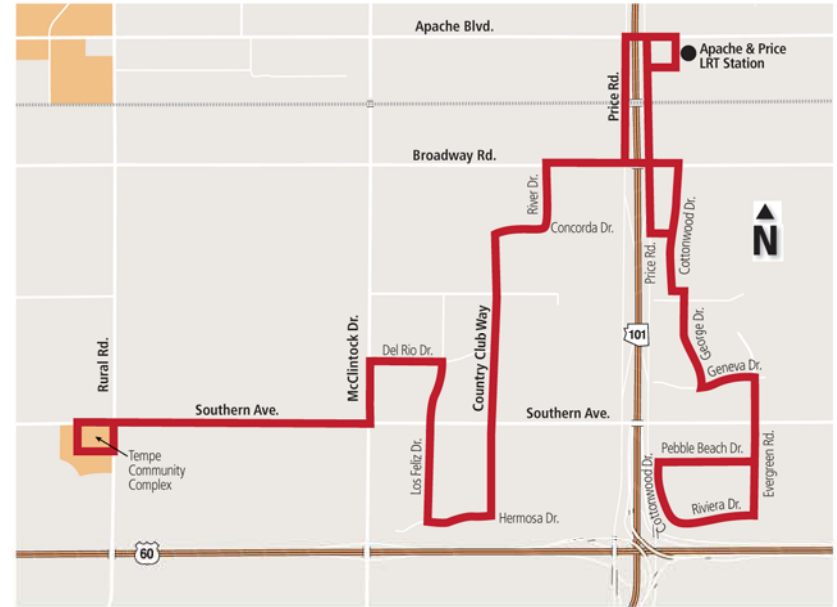 Apache Blvd.
Apache & Price
LRT Station
Price Rd.
Broadway Rd.
River Dr.
Concorda Dr.
Cottonwood Dr.
Price Rd.
N
Rural Rd.
McClintock Dr.
Del Rio Dr.
Country Club Way
101
George Dr.
Geneva Dr.
Southern Ave.
Southern Ave.
Tempe
Community
Complex
Los Feliz Dr.
Hermosa Dr.
Pebble Beach Dr.
Cottonwood Dr.
Riviera Dr.
Evergreen Rd.
60